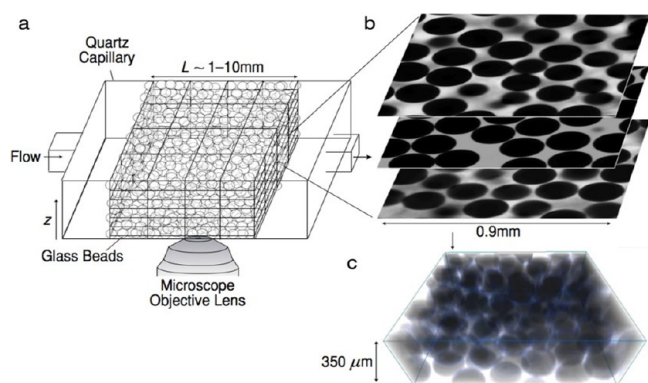 a
Quartz
Capillary
L ~ 1–10mm
Flow
z
Glass Beads
Microscope
Objective Lens
b
0.9mm
c
350 μm